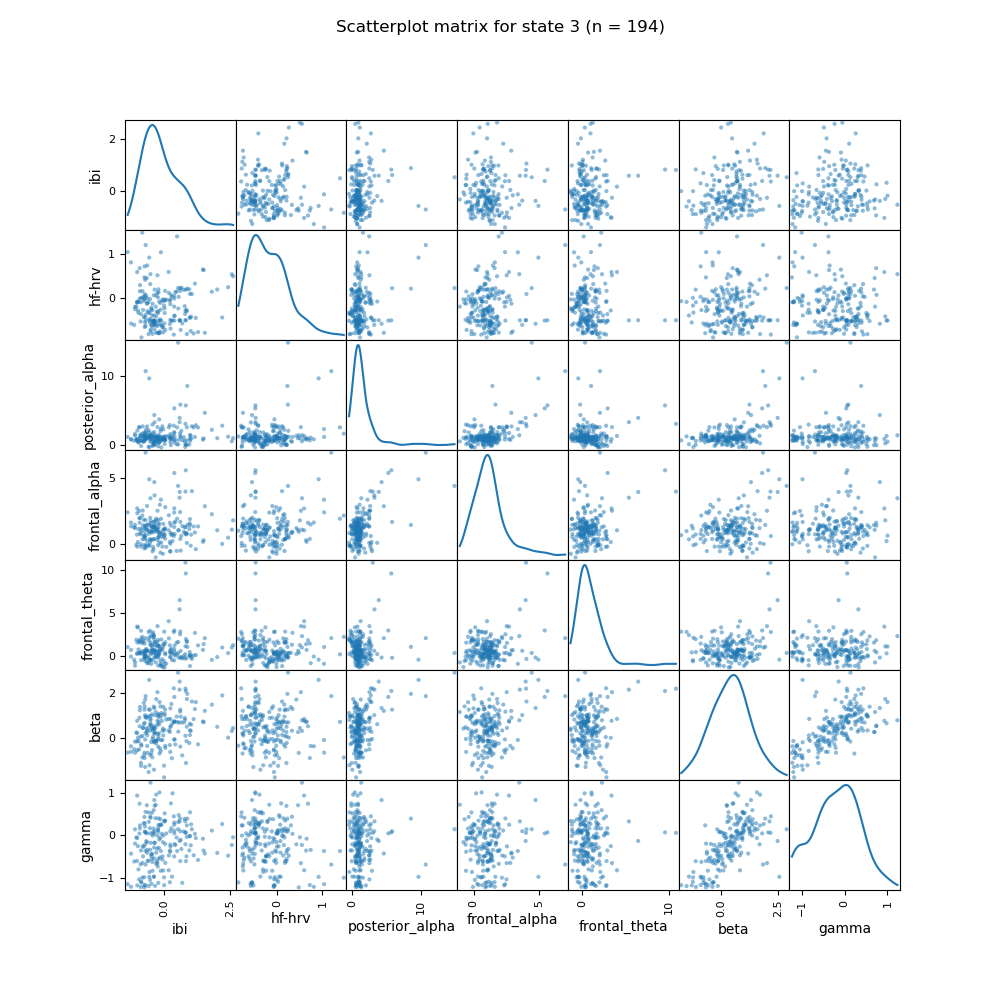 Scatterplot matrix for state 3 (n = 194)
ibi
2
0
hf-hrv
1
0
posterior_alpha
10
0
frontal_alpha
5
0
frontal_theta
10
5
0
beta
2
0
gamma
1
0
−1
0.0 2.5 0 1 0 10 0 5 0 10 0.0 2.5 −1 0 1
ibi hf-hrv posterior_alpha frontal_alpha frontal_theta beta gamma